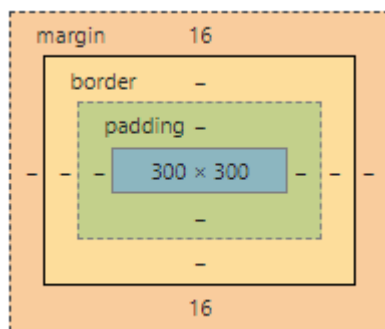 margin 16
border –
padding –
– – – 300 × 300 – – –
–
–
16